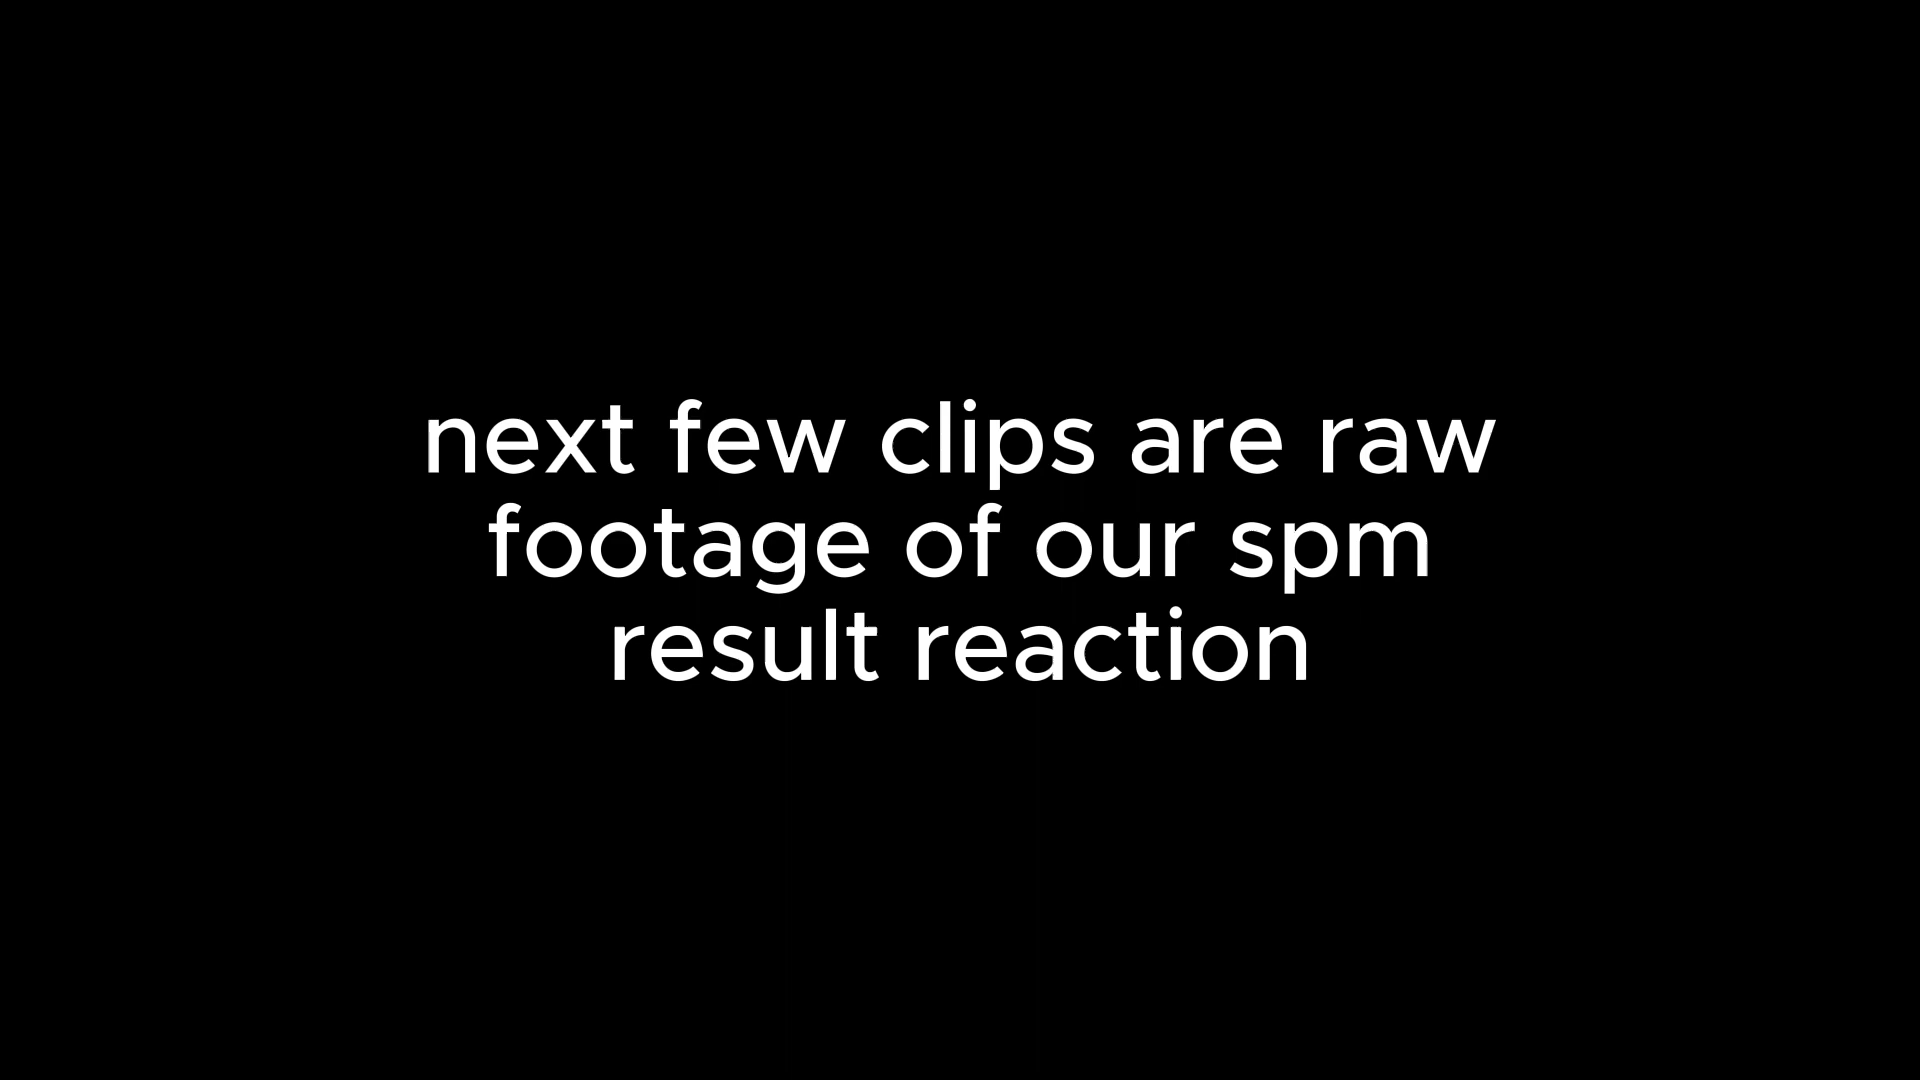 next few clips are raw
footage of our spm
result reaction